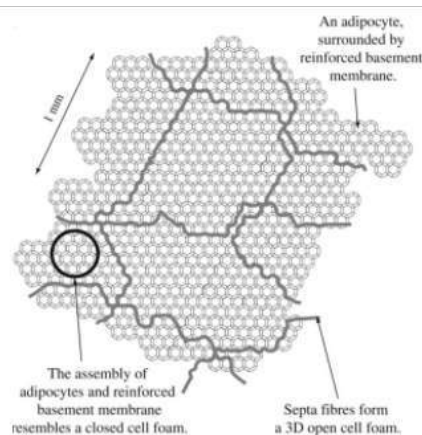 An adipocyte,
surrounded by
reinforced basement
membrane.
1 mm
The assembly of
adipocytes and reinforced
basement membrane
resembles a closed cell foam.
Septa fibres form
a 3D open cell foam.